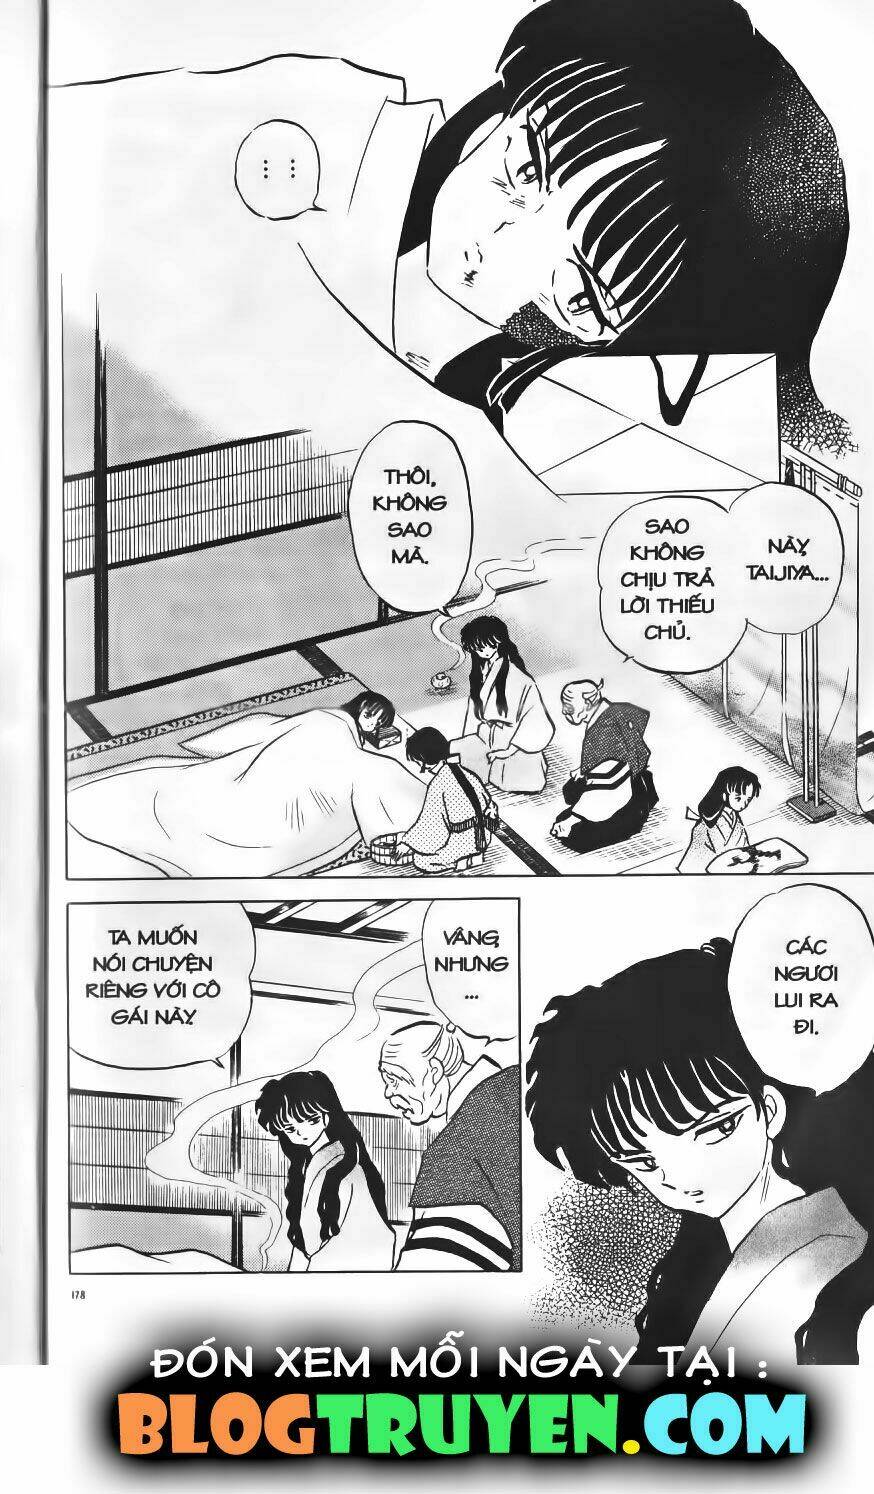 ... ...
THÔI,
KHÔNG
SAO
MÀ.
NÀY,
TAIJIYA...
SAO
KHÔNG
CHỊU TRẢ
LỜI THIẾU
CHỦ.
CÁC
NGƯƠI
LUI RA
ĐI.
VÂNG,
NHƯNG
...
TA MUỐN
NÓI CHUYỆN
RIÊNG VỚI CÔ
GÁI NÀY.
178
ĐÓN XEM MỖI NGÀY TẠI :
BLOGTRUYEN.COM